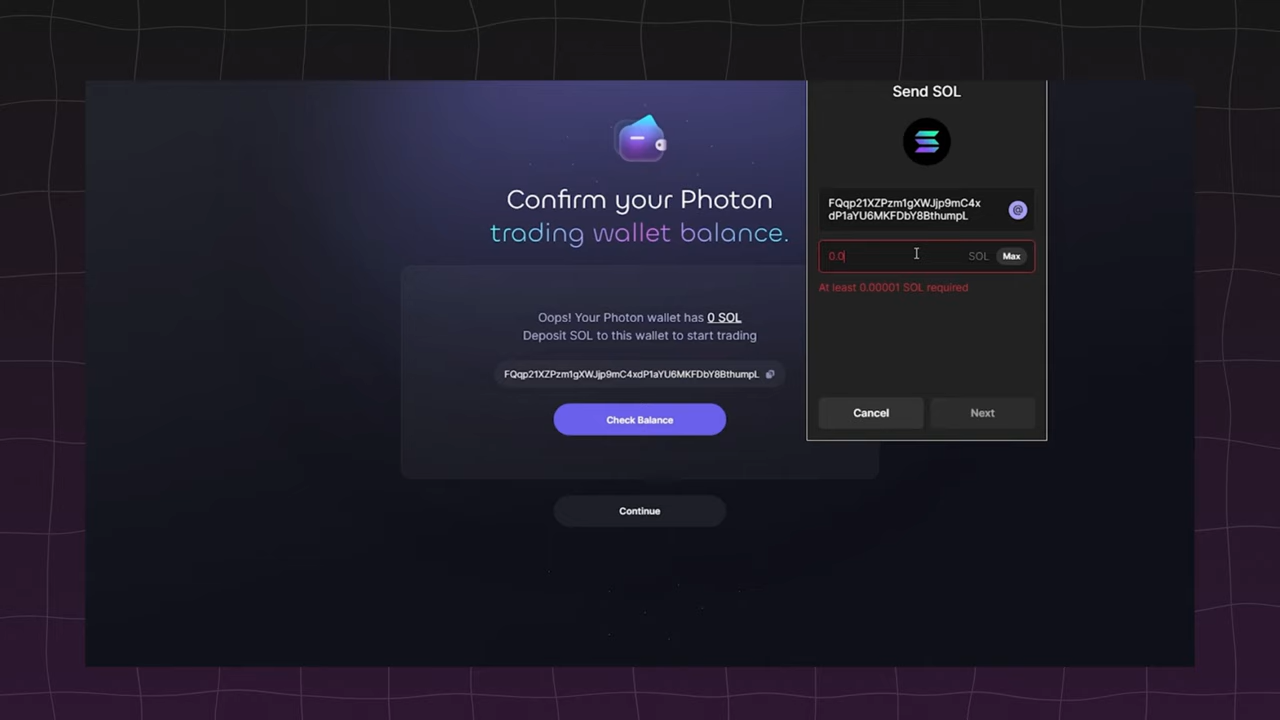 Confirm your Photon
trading wallet balance.
Oops! Your Photon wallet has 0 SOL
Deposit SOL to this wallet to start trading
FQqp21XZPzm1gXWJjp9mC4xdP1aYU6MKFDbY8BthumpL
Check Balance
Continue
Send SOL
FQqp21XZPzm1gXWJjp9mC4x
dP1aYU6MKFDbY8BthumpL
@
0.0 SOL Max
At least 0.00001 SOL required
Cancel Next